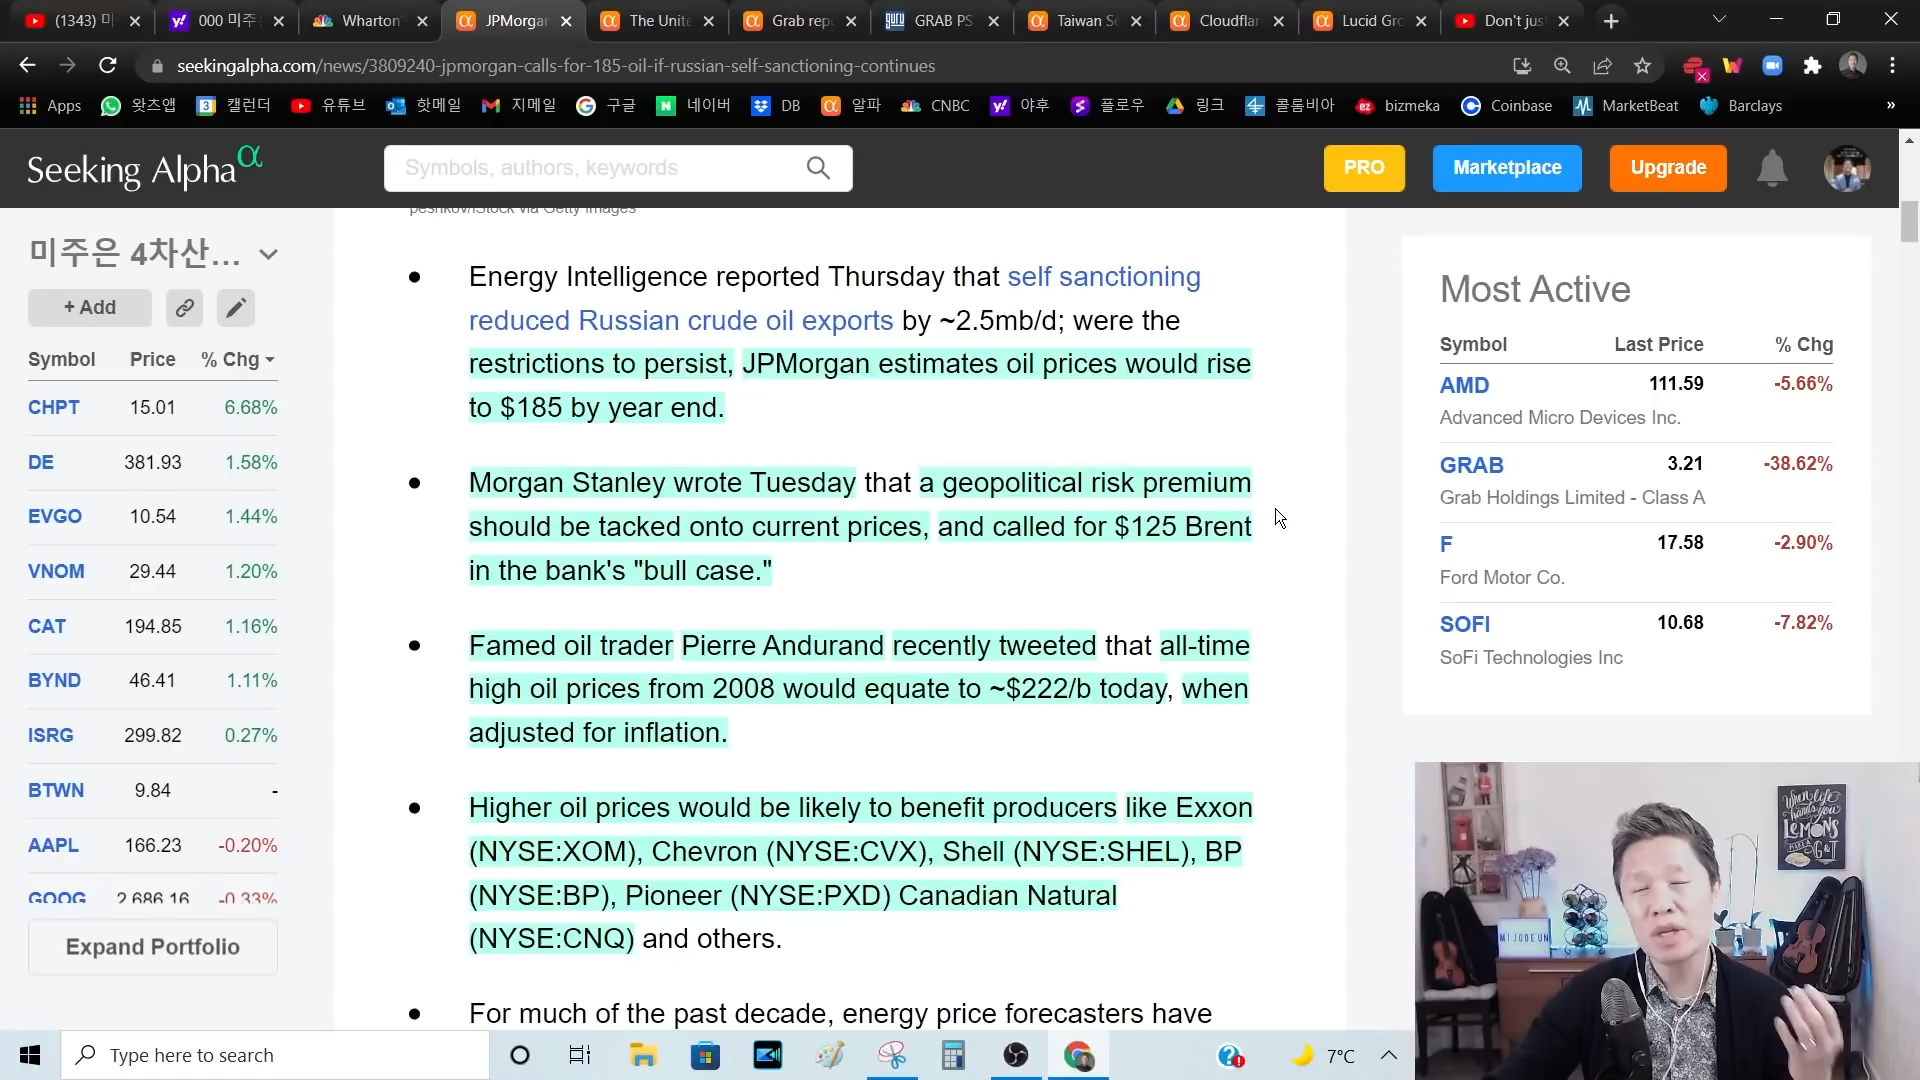 (1343) 미
000 미주은
Wharton'
JPMorgan
The Unite
Grab rep
GRAB PS
Taiwan Se
Cloudflar
Lucid Gro
Don't jus
seekingalpha.com/news/3809240-jpmorgan-calls-for-185-oil-if-russian-self-sanctioning-continues
Apps
왓츠앱
캘린더
유튜브
핫메일
지메일
구글
네이버
DB
알파
CNBC
야후
플로우
링크
콜롬비아
bizmeka
Coinbase
MarketBeat
Barclays
»
Seeking Alphaα
Symbols, authors, keywords
PRO
Marketplace
Upgrade
peshkov/iStock via Getty Images
미주은 4차산...
+ Add
Symbol Price % Chg
CHPT 15.01 6.68%
DE 381.93 1.58%
EVGO 10.54 1.44%
VNOM 29.44 1.20%
CAT 194.85 1.16%
BYND 46.41 1.11%
ISRG 299.82 0.27%
BTWN 9.84 -
AAPL 166.23 -0.20%
GOOG 2,686.16 -0.33%
Expand Portfolio
• Energy Intelligence reported Thursday that self sanctioning
reduced Russian crude oil exports by ~2.5mb/d; were the
restrictions to persist, JPMorgan estimates oil prices would rise
to $185 by year end.
• Morgan Stanley wrote Tuesday that a geopolitical risk premium
should be tacked onto current prices, and called for $125 Brent
in the bank's "bull case."
• Famed oil trader Pierre Andurand recently tweeted that all-time
high oil prices from 2008 would equate to ~$222/b today, when
adjusted for inflation.
• Higher oil prices would be likely to benefit producers like Exxon
(NYSE:XOM), Chevron (NYSE:CVX), Shell (NYSE:SHEL), BP
(NYSE:BP), Pioneer (NYSE:PXD) Canadian Natural
(NYSE:CNQ) and others.
• For much of the past decade, energy price forecasters have
Most Active
Symbol Last Price % Chg
AMD 111.59 -5.66%
Advanced Micro Devices Inc.
GRAB 3.21 -38.62%
Grab Holdings Limited - Class A
F 17.58 -2.90%
Ford Motor Co.
SOFI 10.68 -7.82%
SoFi Technologies Inc
When life
hands you
LEMONS
MAKE A
G&T
MIJOOEUN
Type here to search
7°C